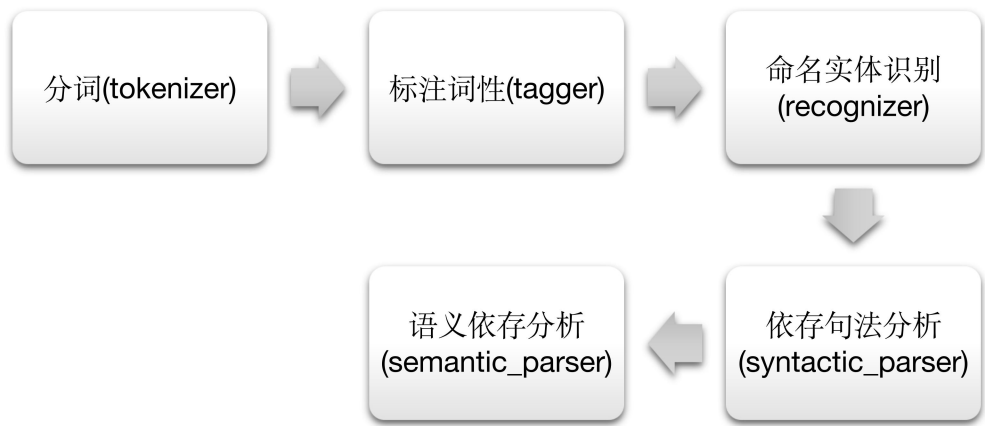 分词(tokenizer)
标注词性(tagger)
命名实体识别
(recognizer)
依存句法分析
(syntactic_parser)
语义依存分析
(semantic_parser)